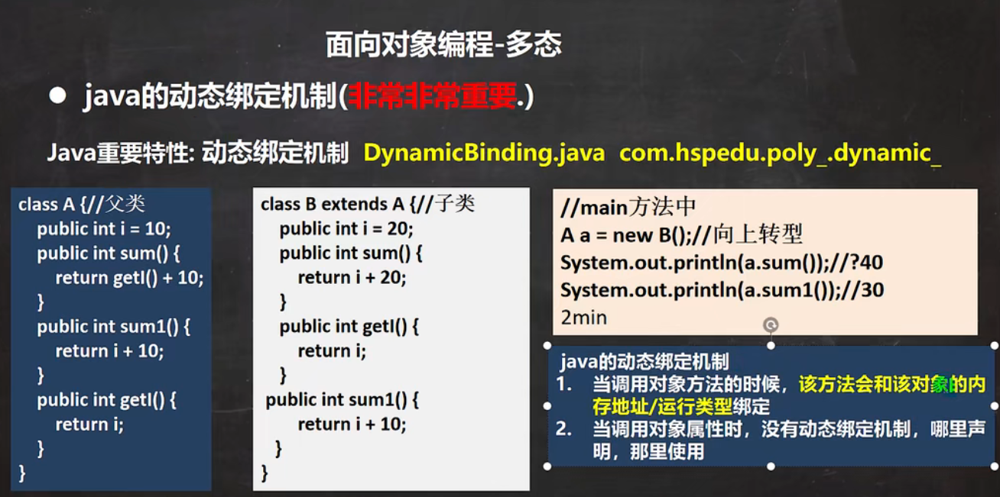 面向对象编程-多态
● java的动态绑定机制(非常非常重要.)
Java重要特性: 动态绑定机制 DynamicBinding.java com.hspedu.poly_.dynamic_
class A {//父类
public int i = 10;
public int sum() {
return getI() + 10;
}
public int sum1() {
return i + 10;
}
public int getI() {
return i;
}
}
class B extends A {//子类
public int i = 20;
public int sum() {
return i + 20;
}
public int getI() {
return i;
}
public int sum1() {
return i + 10;
}
}
//main方法中
A a = new B();//向上转型
System.out.println(a.sum());//?40
System.out.println(a.sum1());//30
2min
java的动态绑定机制
1. 当调用对象方法的时候，该方法会和该对象的内
存地址/运行类型绑定
2. 当调用对象属性时，没有动态绑定机制，哪里声
明，那里使用